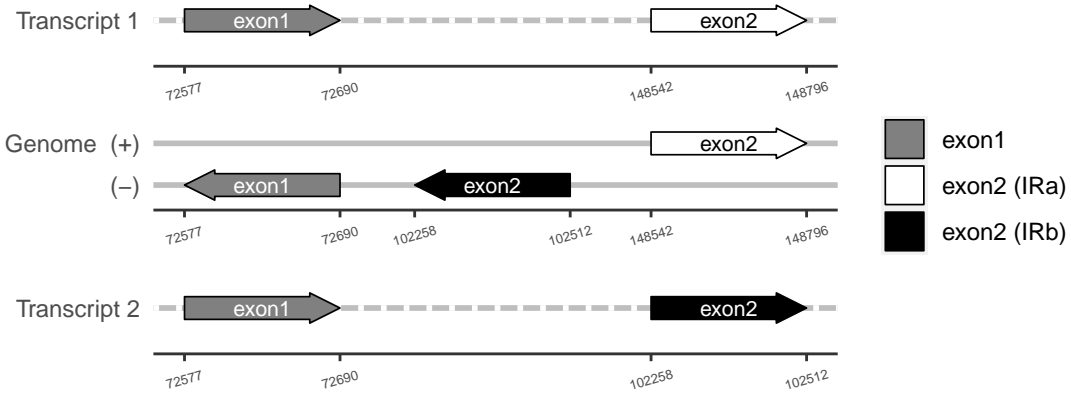 Transcript 1 exon1 exon2
72577 72690 148542 148796
Genome (+) exon2
(−) exon1 exon2
72577 72690 102258 102512 148542 148796
exon1
exon2 (IRa)
exon2 (IRb)
Transcript 2 exon1 exon2
72577 72690 102258 102512